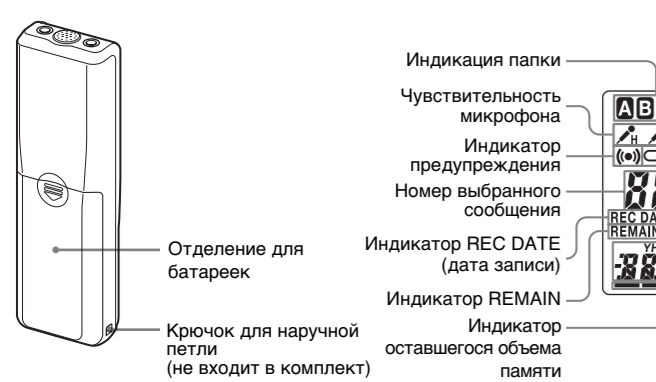 Индикация папки
Чувствительность
микрофона
Индикатор
предупреждения
Номер выбранного
сообщения
Индикатор REC DATE
(дата записи)
Индикатор REMAIN
Индикатор
оставшегося объема
памяти
A B
H
REC DA
REMAIN
Отделение для
батареек
Крючок для наручной
петли
(не входит в комплект)